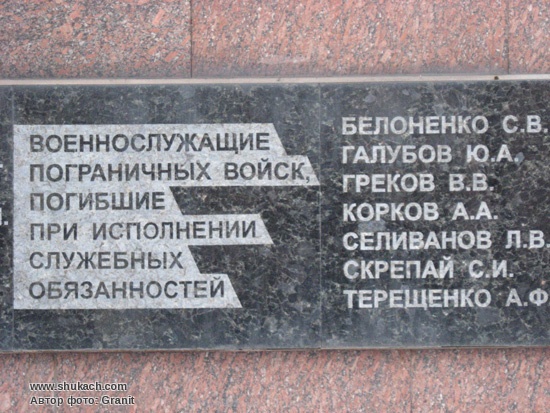 ВОЕННОСЛУЖАЩИЕ
ПОГРАНИЧНЫХ ВОЙСК,
ПОГИБШИЕ
ПРИ ИСПОЛНЕНИИ
СЛУЖЕБНЫХ
ОБЯЗАННОСТЕЙ
БЕЛОНЕНКО С.В.
ГАЛУБОВ Ю.А.
ГРЕКОВ В.В.
КОРКОВ А.А.
СЕЛИВАНОВ Л.В.
СКРЕПАЙ С.И.
ТЕРЕЩЕНКО А.Ф
www.shukach.com
Автор фото: Granit